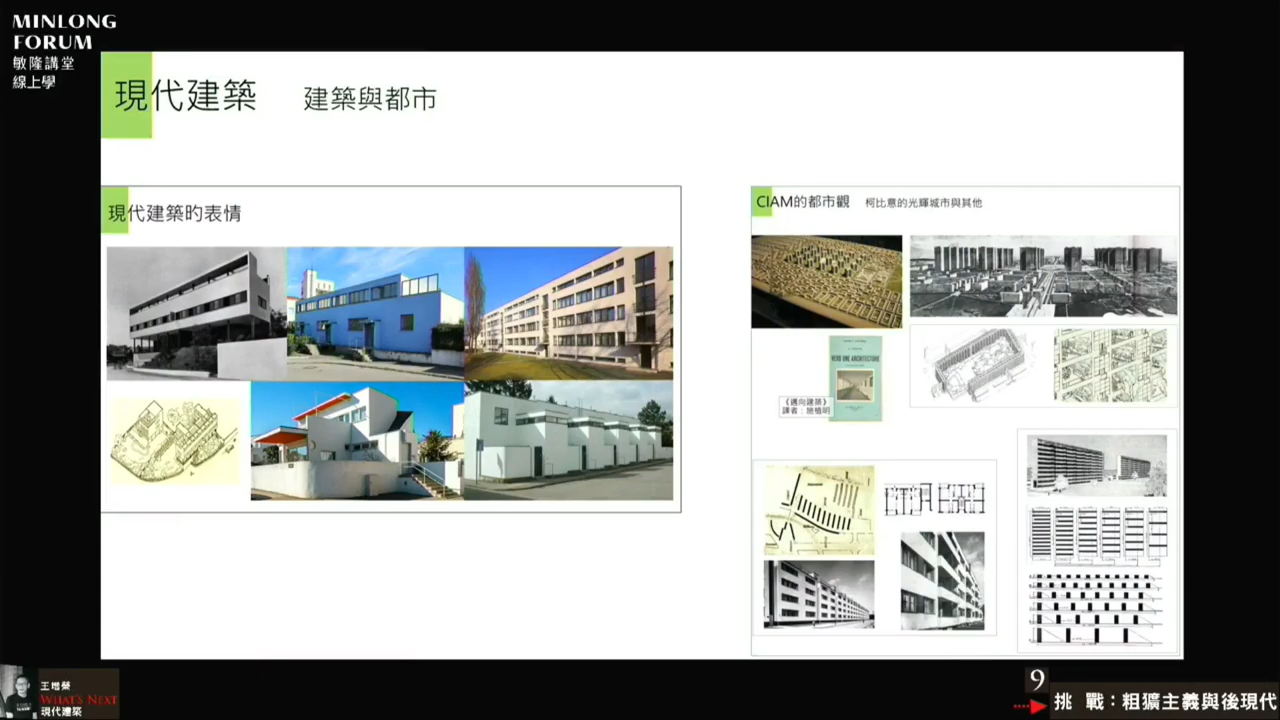 MINLONG
FORUM
敏隆講堂
線上學
現代建築 建築與都市
現代建築的表情
CIAM的都市觀 柯比意的光輝城市與其他
VERS UNE ARCHITECTURE
《邁向建築》
譯者：施植明
王增榮
WHAT'S NEXT
現代建築
9
挑 戰：粗獷主義與後現代